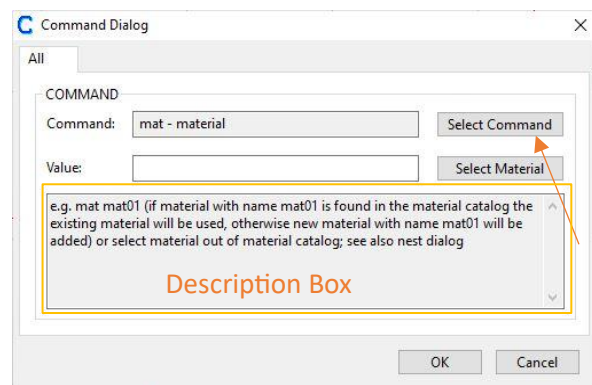 C Command Dialog
All
COMMAND
Command: mat - material Select Command
Value: Select Material
e.g. mat mat01 (if material with name mat01 is found in the material catalog the
existing material will be used, otherwise new material with name mat01 will be
added) or select material out of material catalog; see also nest dialog
Description Box
OK Cancel